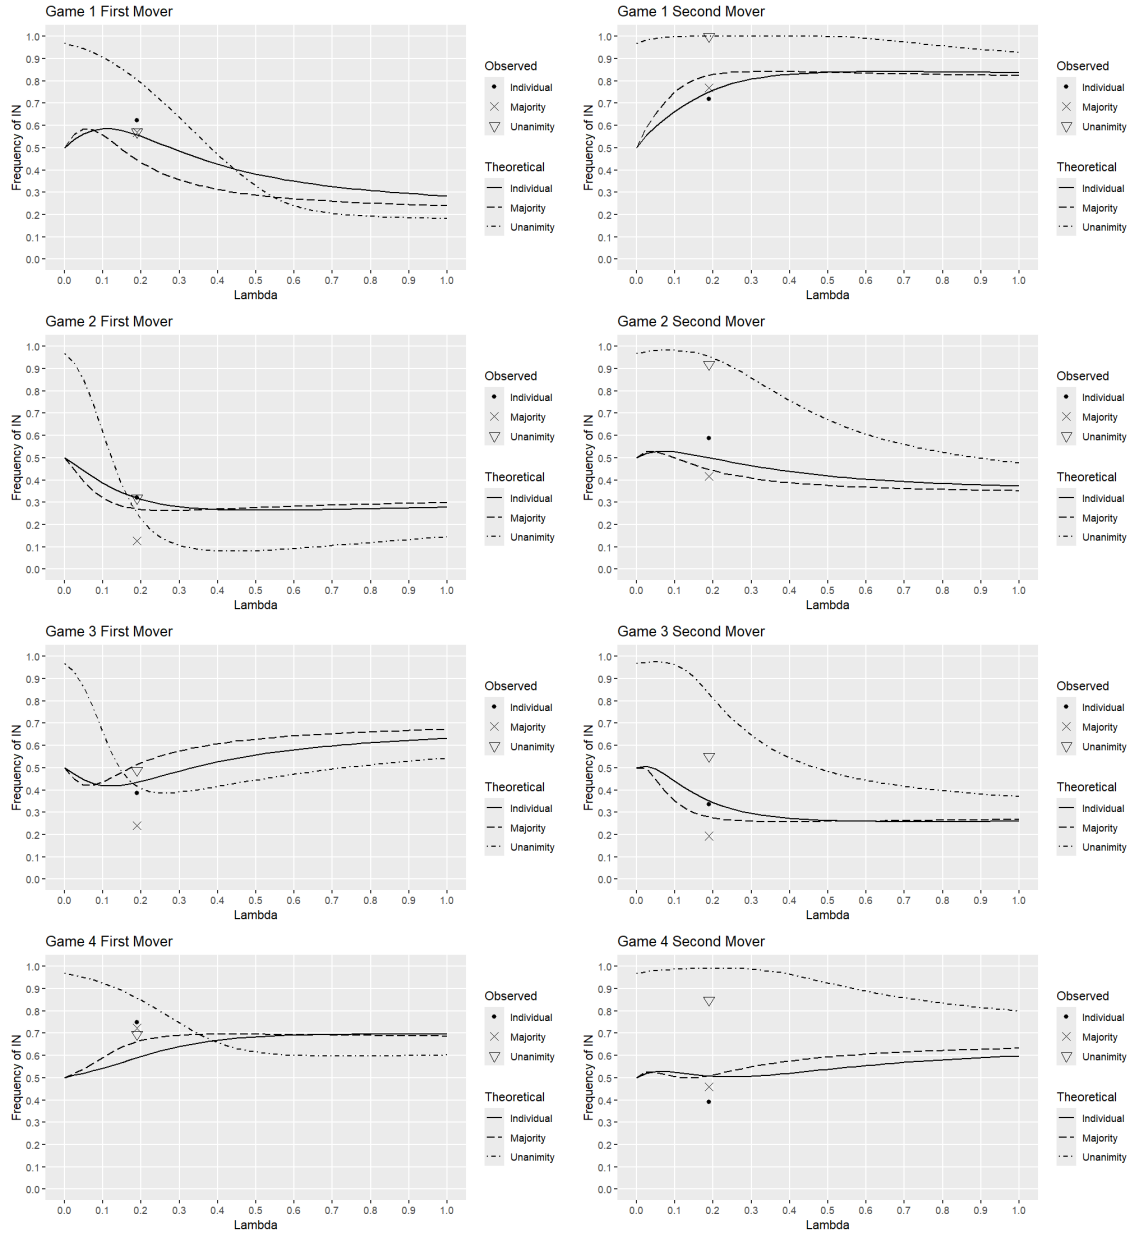 Game 1 First Mover
Frequency of IN
1.0
0.9
0.8
0.7
0.6
0.5
0.4
0.3
0.2
0.1
0.0
0.0 0.1 0.2 0.3 0.4 0.5 0.6 0.7 0.8 0.9 1.0
Lambda
Observed
Individual
Majority
Unanimity
Theoretical
Individual
Majority
Unanimity
Game 1 Second Mover
Frequency of IN
1.0
0.9
0.8
0.7
0.6
0.5
0.4
0.3
0.2
0.1
0.0
0.0 0.1 0.2 0.3 0.4 0.5 0.6 0.7 0.8 0.9 1.0
Lambda
Observed
Individual
Majority
Unanimity
Theoretical
Individual
Majority
Unanimity
Game 2 First Mover
Frequency of IN
1.0
0.9
0.8
0.7
0.6
0.5
0.4
0.3
0.2
0.1
0.0
0.0 0.1 0.2 0.3 0.4 0.5 0.6 0.7 0.8 0.9 1.0
Lambda
Observed
Individual
Majority
Unanimity
Theoretical
Individual
Majority
Unanimity
Game 2 Second Mover
Frequency of IN
1.0
0.9
0.8
0.7
0.6
0.5
0.4
0.3
0.2
0.1
0.0
0.0 0.1 0.2 0.3 0.4 0.5 0.6 0.7 0.8 0.9 1.0
Lambda
Observed
Individual
Majority
Unanimity
Theoretical
Individual
Majority
Unanimity
Game 3 First Mover
Frequency of IN
1.0
0.9
0.8
0.7
0.6
0.5
0.4
0.3
0.2
0.1
0.0
0.0 0.1 0.2 0.3 0.4 0.5 0.6 0.7 0.8 0.9 1.0
Lambda
Observed
Individual
Majority
Unanimity
Theoretical
Individual
Majority
Unanimity
Game 3 Second Mover
Frequency of IN
1.0
0.9
0.8
0.7
0.6
0.5
0.4
0.3
0.2
0.1
0.0
0.0 0.1 0.2 0.3 0.4 0.5 0.6 0.7 0.8 0.9 1.0
Lambda
Observed
Individual
Majority
Unanimity
Theoretical
Individual
Majority
Unanimity
Game 4 First Mover
Frequency of IN
1.0
0.9
0.8
0.7
0.6
0.5
0.4
0.3
0.2
0.1
0.0
0.0 0.1 0.2 0.3 0.4 0.5 0.6 0.7 0.8 0.9 1.0
Lambda
Observed
Individual
Majority
Unanimity
Theoretical
Individual
Majority
Unanimity
Game 4 Second Mover
Frequency of IN
1.0
0.9
0.8
0.7
0.6
0.5
0.4
0.3
0.2
0.1
0.0
0.0 0.1 0.2 0.3 0.4 0.5 0.6 0.7 0.8 0.9 1.0
Lambda
Observed
Individual
Majority
Unanimity
Theoretical
Individual
Majority
Unanimity